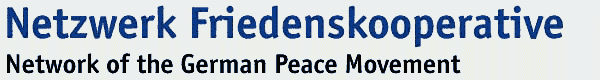 Netzwerk Friedenskooperative
Network of the German Peace Movement